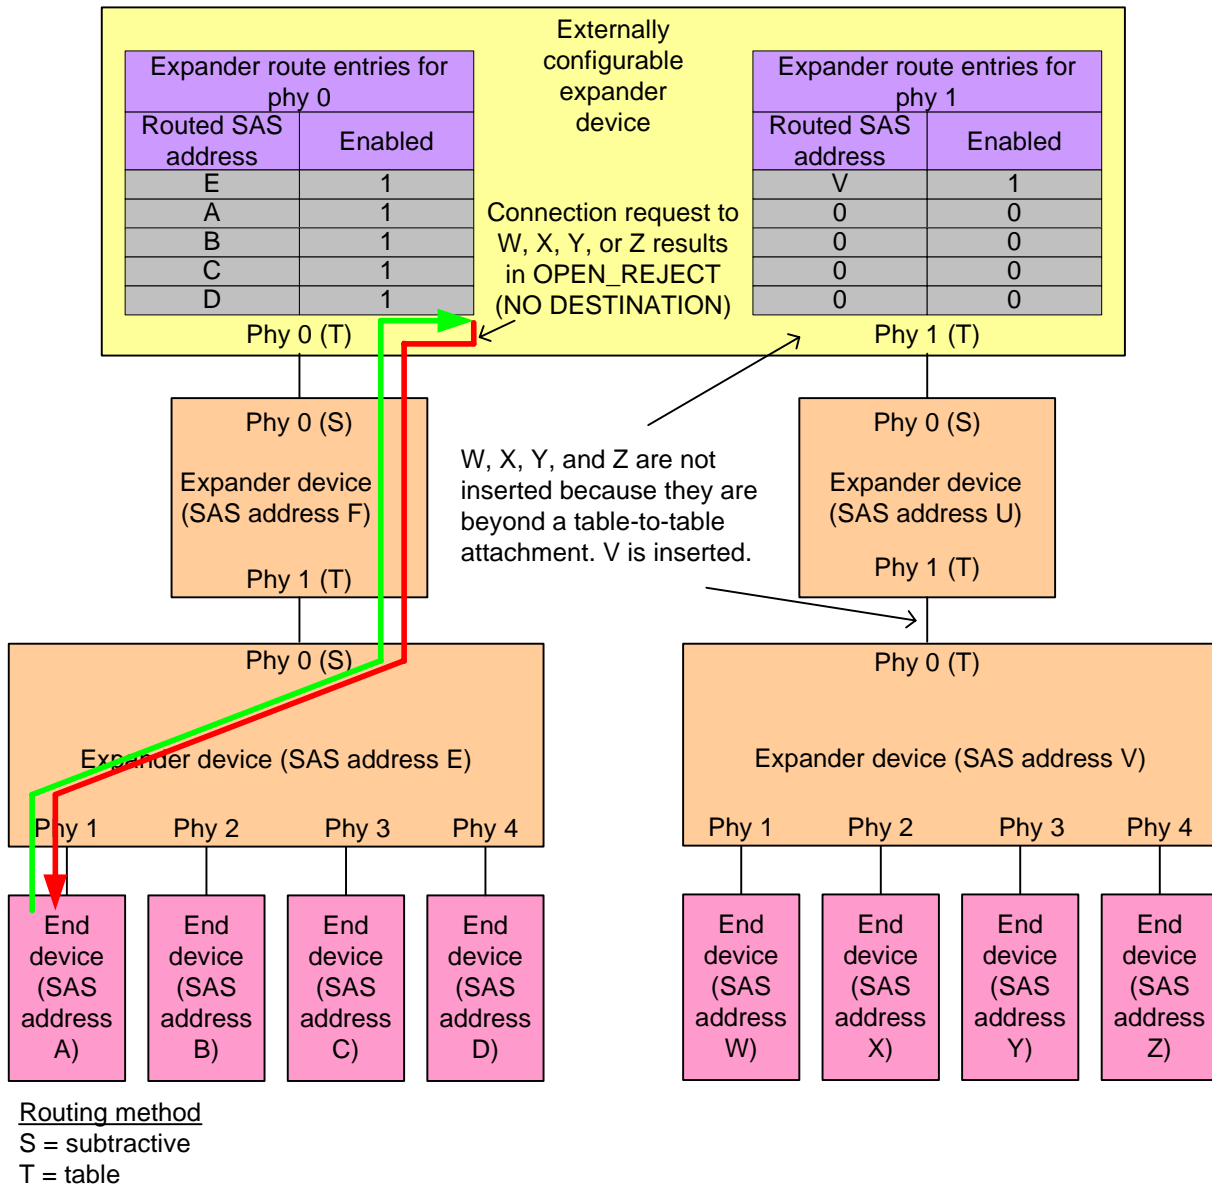 Externally
configurable
expander
device
Expander route entries for
phy 0
Routed SAS
address
Enabled
E 1
A 1
B 1
C 1
D 1
Phy 0 (T)
Expander route entries for
phy 1
Routed SAS
address
Enabled
V 1
0 0
0 0
0 0
0 0
Phy 1 (T)
Connection request to
W, X, Y, or Z results
in OPEN_REJECT
(NO DESTINATION)
Phy 0 (S)
Expander device
(SAS address F)
Phy 1 (T)
W, X, Y, and Z are not
inserted because they are
beyond a table-to-table
attachment. V is inserted.
Phy 0 (S)
Expander device
(SAS address U)
Phy 1 (T)
Phy 0 (S)
Expander device (SAS address E)
Phy 1 Phy 2 Phy 3 Phy 4
Phy 0 (T)
Expander device (SAS address V)
Phy 1 Phy 2 Phy 3 Phy 4
End
device
(SAS
address
A)
End
device
(SAS
address
B)
End
device
(SAS
address
C)
End
device
(SAS
address
D)
End
device
(SAS
address
W)
End
device
(SAS
address
X)
End
device
(SAS
address
Y)
End
device
(SAS
address
Z)
Routing method
S = subtractive
T = table